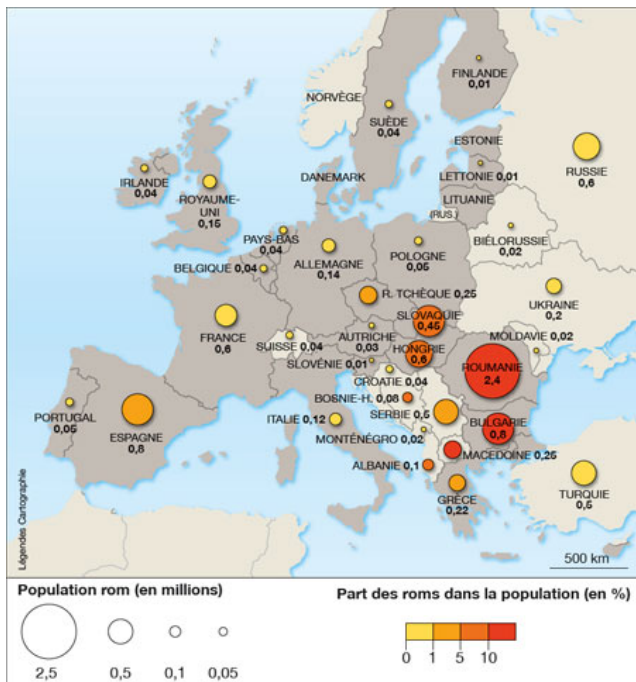 FINLANDE
0,01
NORVÈGE
SUÈDE
0,04
ESTONIE
RUSSIE
0,6
LETTONIE 0,01
DANEMARK
LITUANIE
(RUS.)
IRLANDE
0,04
ROYAUME-
UNI
0,15
BIÉLORUSSIE
0,02
PAYS-BAS
0,04
ALLEMAGNE
0,14
POLOGNE
0,05
BELGIQUE 0,04
R. TCHÈQUE 0,25
UKRAINE
0,2
SLOVAQUIE
0,45
FRANCE
0,6
SUISSE 0,04
AUTRICHE
0,03
HONGRIE
0,6
MOLDAVIE 0,02
SLOVÉNIE 0,01
ROUMANIE
2,4
CROATIE 0,04
BOSNIE-H. 0,08
PORTUGAL
0,05
ESPAGNE
0,8
ITALIE 0,12
SERBIE 0,5
BULGARIE
0,8
MONTÉNÉGRO 0,02
MACEDOINE 0,26
ALBANIE 0,1
GRÈCE
0,22
TURQUIE
0,5
Légendes Cartographie
500 km
Population rom (en millions)
2,5 0,5 0,1 0,05
Part des roms dans la population (en %)
0 1 5 10